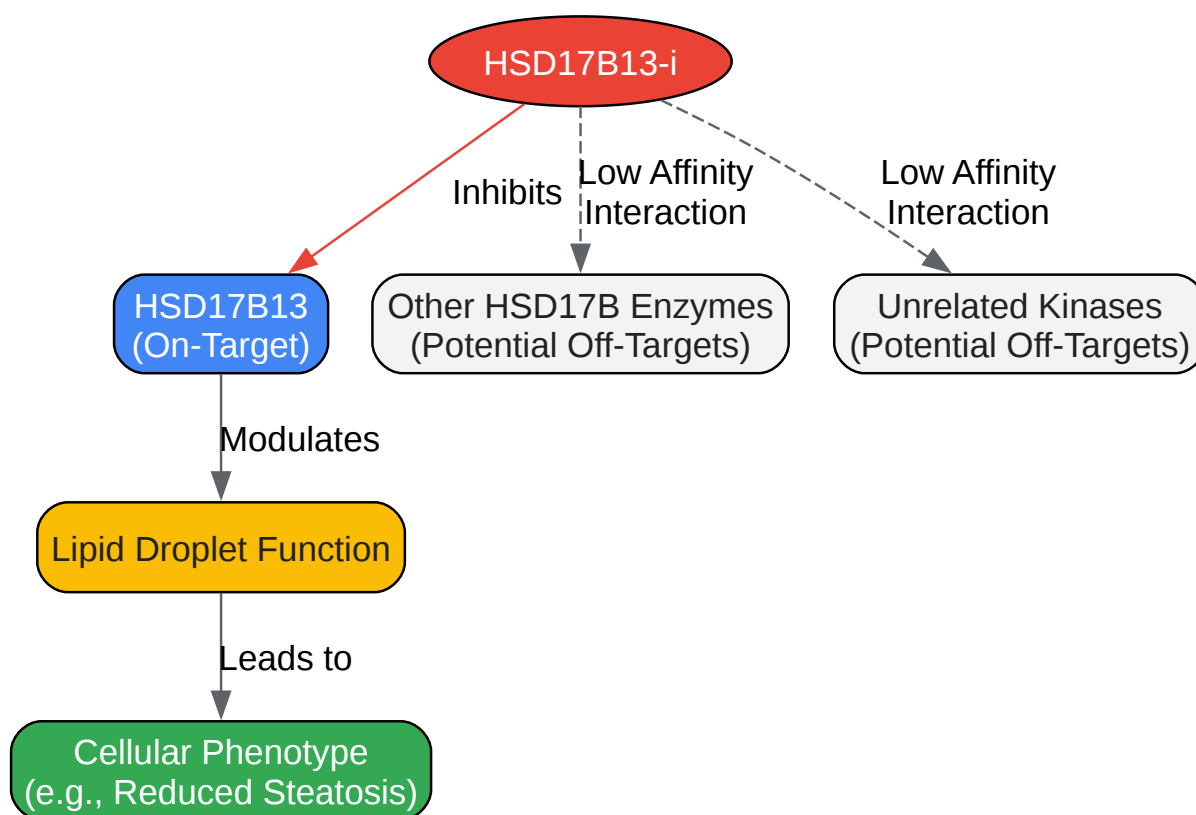 HSD17B13-i
Inhibits
Low Affinity
Interaction
Low Affinity
Interaction
HSD17B13
(On-Target)
Other HSD17B Enzymes
(Potential Off-Targets)
Unrelated Kinases
(Potential Off-Targets)
Modulates
Lipid Droplet Function
Leads to
Cellular Phenotype
(e.g., Reduced Steatosis)